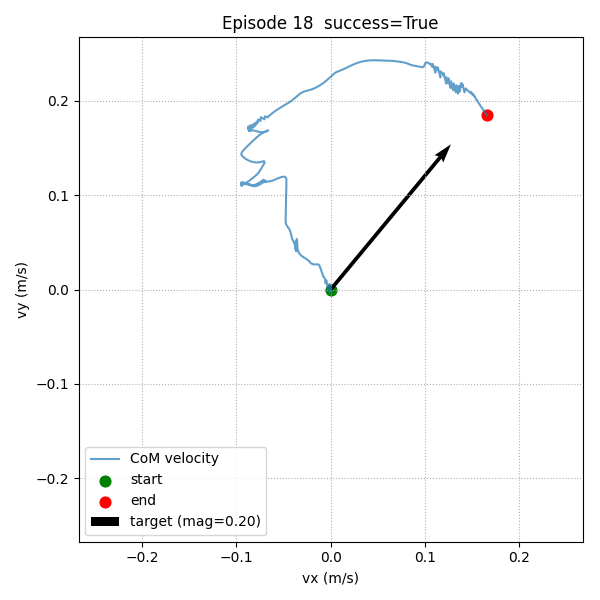 Episode 18  success=True
vy (m/s)
0.2
0.1
0.0
−0.1
−0.2
CoM velocity
start
end
target (mag=0.20)
−0.2
−0.1
0.0
0.1
0.2
vx (m/s)